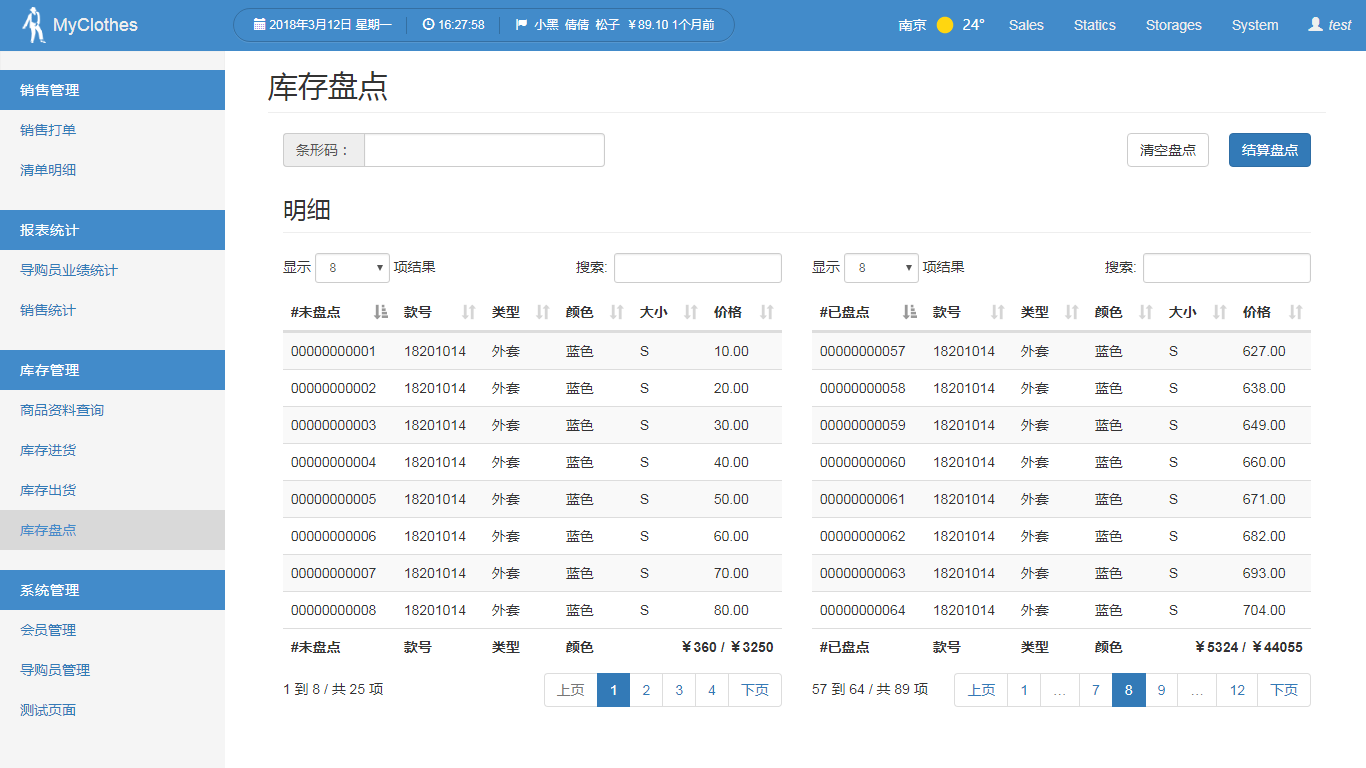 MyClothes 2018年3月12日 星期一 16:27:58 小黑 倩倩 松子 ¥89.10 1个月前 南京 24° Sales Statics Storages System test
销售管理
销售打单
清单明细
报表统计
导购员业绩统计
销售统计
库存管理
商品资料查询
库存进货
库存出货
库存盘点
系统管理
会员管理
导购员管理
测试页面
库存盘点
条形码： 清空盘点 结算盘点
明细
显示 8 项结果 搜索:
#未盘点 款号 类型 颜色 大小 价格
00000000001 18201014 外套 蓝色 S 10.00
00000000002 18201014 外套 蓝色 S 20.00
00000000003 18201014 外套 蓝色 S 30.00
00000000004 18201014 外套 蓝色 S 40.00
00000000005 18201014 外套 蓝色 S 50.00
00000000006 18201014 外套 蓝色 S 60.00
00000000007 18201014 外套 蓝色 S 70.00
00000000008 18201014 外套 蓝色 S 80.00
#未盘点 款号 类型 颜色 ¥360 / ¥3250
1 到 8 / 共 25 项 上页 1 2 3 4 下页
显示 8 项结果 搜索:
#已盘点 款号 类型 颜色 大小 价格
00000000057 18201014 外套 蓝色 S 627.00
00000000058 18201014 外套 蓝色 S 638.00
00000000059 18201014 外套 蓝色 S 649.00
00000000060 18201014 外套 蓝色 S 660.00
00000000061 18201014 外套 蓝色 S 671.00
00000000062 18201014 外套 蓝色 S 682.00
00000000063 18201014 外套 蓝色 S 693.00
00000000064 18201014 外套 蓝色 S 704.00
#已盘点 款号 类型 颜色 ¥5324 / ¥44055
57 到 64 / 共 89 项 上页 1 … 7 8 9 … 12 下页